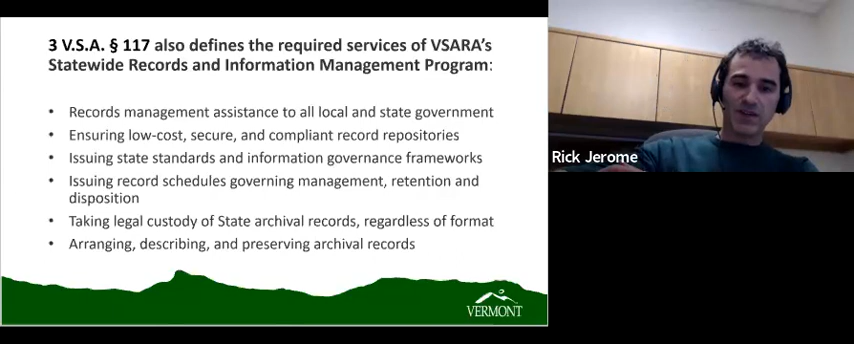 3 V.S.A. § 117 also defines the required services of VSARA's
Statewide Records and Information Management Program:
• Records management assistance to all local and state government
• Ensuring low-cost, secure, and compliant record repositories
• Issuing state standards and information governance frameworks
• Issuing record schedules governing management, retention and
disposition
• Taking legal custody of State archival records, regardless of format
• Arranging, describing, and preserving archival records
VERMONT
Rick Jerome